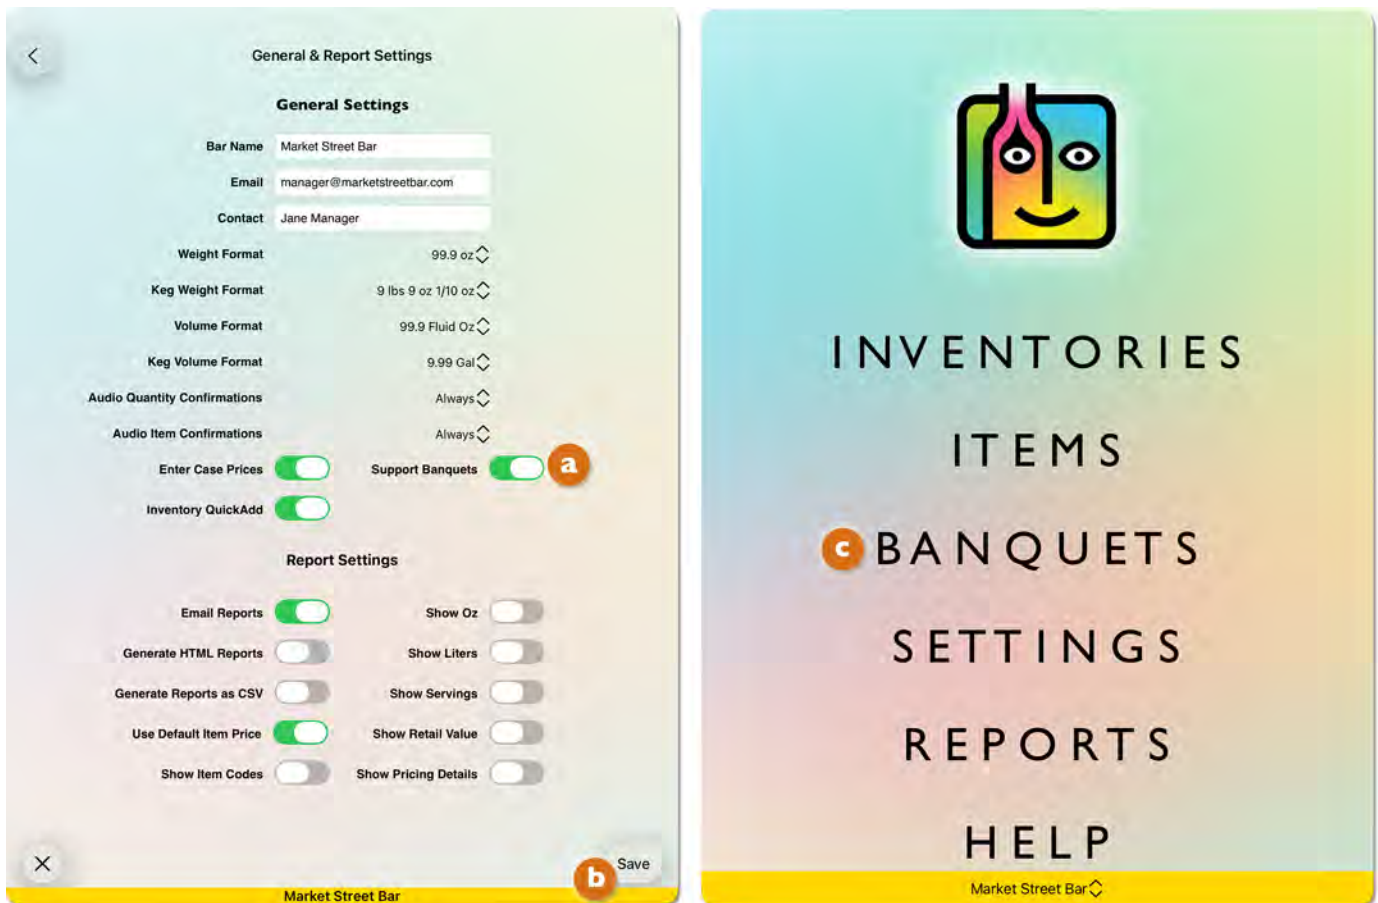 General & Report Settings
General Settings
Bar Name Market Street Bar
Email manager@marketstreetbar.com
Contact Jane Manager
Weight Format 99.9 oz
Keg Weight Format 9 lbs 9 oz 1/10 oz
Volume Format 99.9 Fluid Oz
Keg Volume Format 9.99 Gal
Audio Quantity Confirmations Always
Audio Item Confirmations Always
Enter Case Prices Support Banquets a
Inventory QuickAdd
Report Settings
Email Reports Show Oz
Generate HTML Reports Show Liters
Generate Reports as CSV Show Servings
Use Default Item Price Show Retail Value
Show Item Codes Show Pricing Details
b Save
Market Street Bar
INVENTORIES
ITEMS
c BANQUETS
SETTINGS
REPORTS
HELP
Market Street Bar